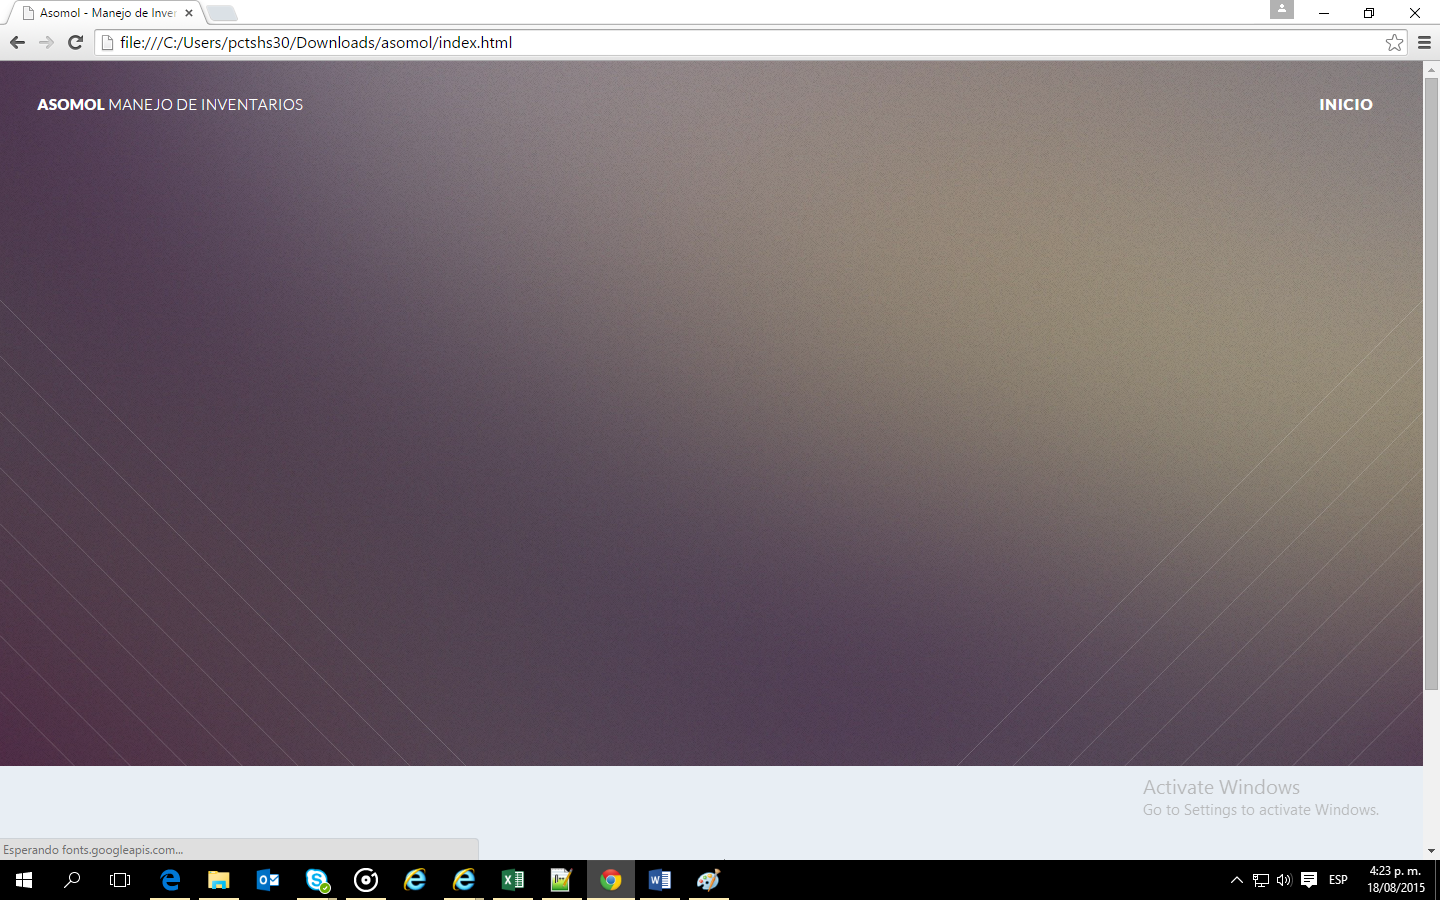 Asomol - Manejo de Inver
file:///C:/Users/pctshs30/Downloads/asomol/index.html
ASOMOL MANEJO DE INVENTARIOS
INICIO
Activate Windows
Go to Settings to activate Windows.
Esperando fonts.googleapis.com...
ESP
4:23 p. m.
18/08/2015